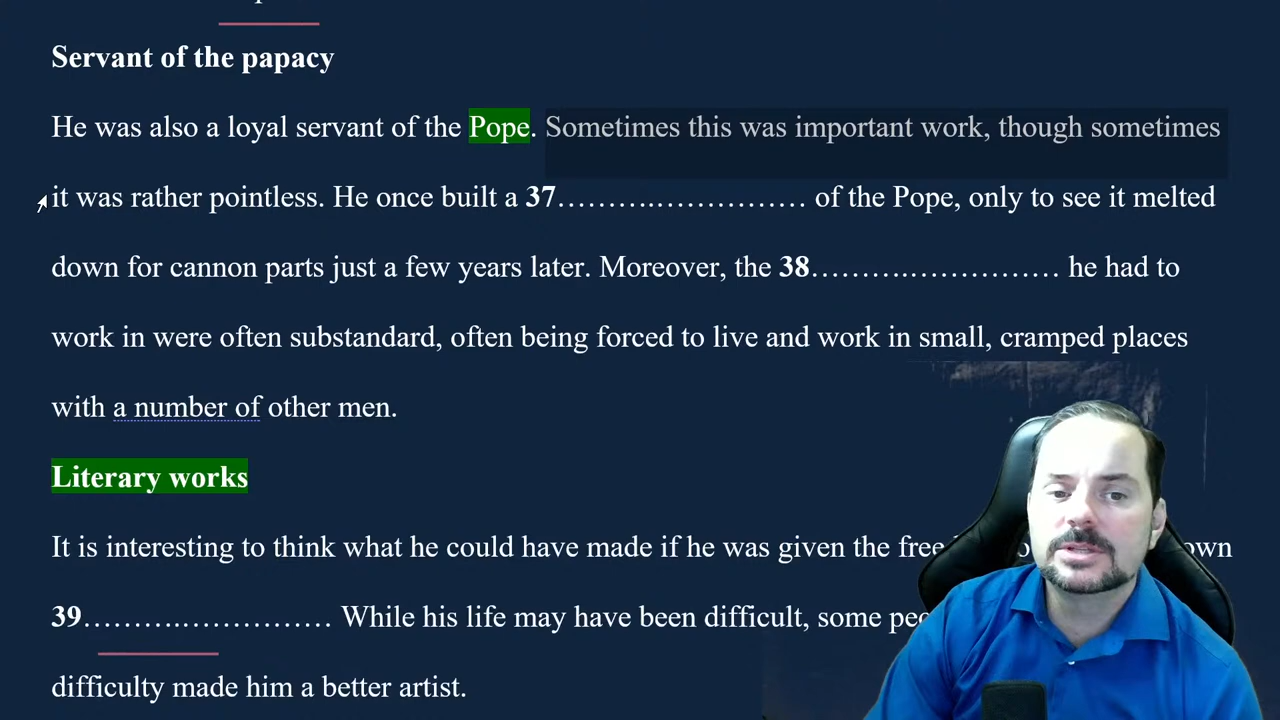 Servant of the papacy
He was also a loyal servant of the Pope. Sometimes this was important work, though sometimes
it was rather pointless. He once built a 37……….…………… of the Pope, only to see it melted
down for cannon parts just a few years later. Moreover, the 38……….…………… he had to
work in were often substandard, often being forced to live and work in small, cramped places
with a number of other men.
Literary works
It is interesting to think what he could have made if he was given the own
39……….…………… While his life may have been difficult, some
difficulty made him a better artist.